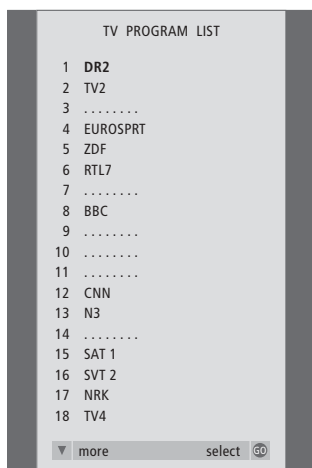 TV PROGRAM LIST
1 DR2
2 TV2
3 . . . . . . . .
4 EUROSPRT
5 ZDF
6 RTL7
7 . . . . . . . .
8 BBC
9 . . . . . . . .
10 . . . . . . . .
11 . . . . . . . .
12 CNN
13 N3
14 . . . . . . . .
15 SAT 1
16 SVT 2
17 NRK
18 TV4
more select GO